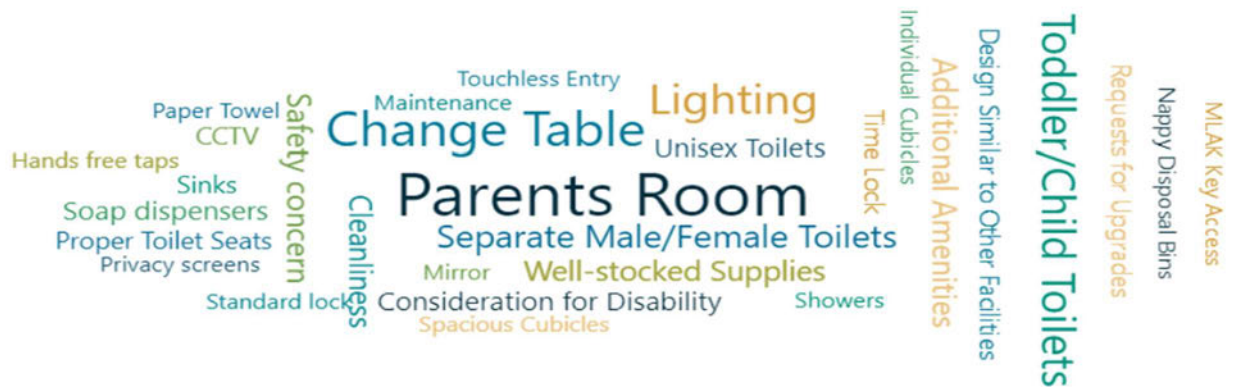 Touchless Entry
Lighting
Paper Towel
Maintenance
CCTV
Safety concern
Change Table
Unisex Toilets
Hands free taps
Sinks
Parents Room
Soap dispensers
Cleanliness
Proper Toilet Seats
Separate Male/Female Toilets
Privacy screens
Mirror
Well-stocked Supplies
Standard lock
Consideration for Disability
Showers
Spacious Cubicles
Time Lock
Individual Cubicles
Additional Amenities
Design Similar to Other Facilities
Toddler/Child Toilets
Requests for Upgrades
Nappy Disposal Bins
MLAK Key Access